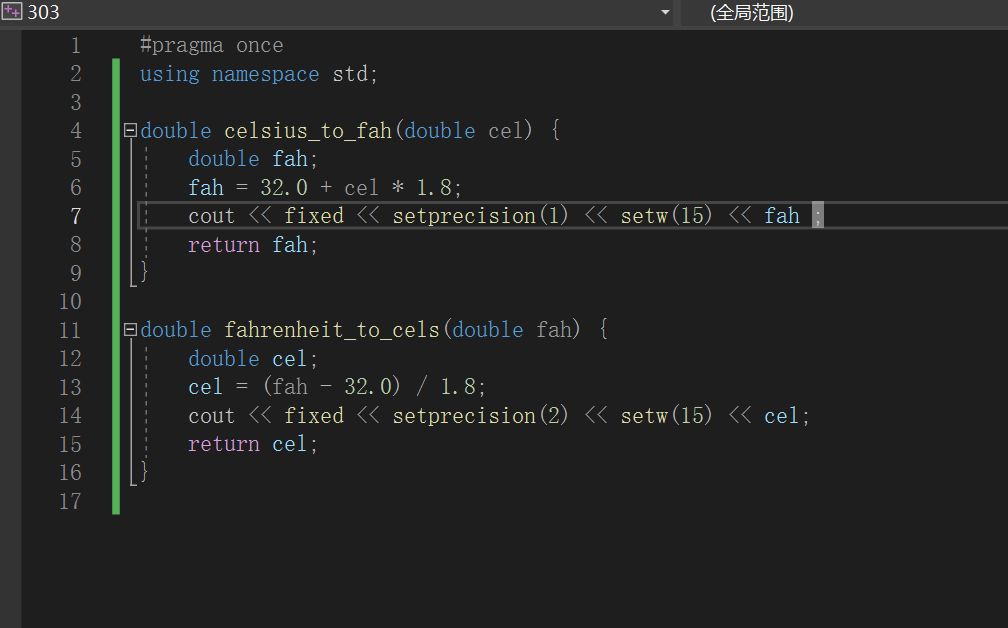 303 (全局范围)
1 #pragma once
2 using namespace std;
3
4 double celsius_to_fah(double cel) {
5 double fah;
6 fah = 32.0 + cel * 1.8;
7 cout << fixed << setprecision(1) << setw(15) << fah ;
8 return fah;
9 }
10
11 double fahrenheit_to_cels(double fah) {
12 double cel;
13 cel = (fah - 32.0) / 1.8;
14 cout << fixed << setprecision(2) << setw(15) << cel;
15 return cel;
16 }
17